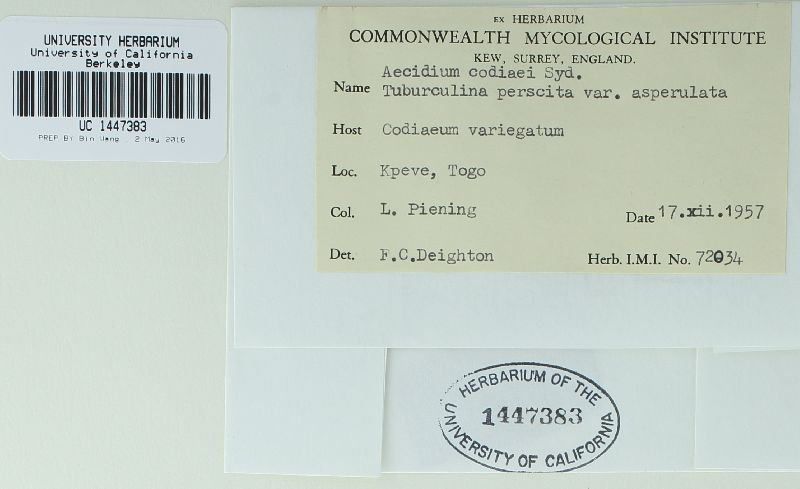 UNIVERSITY HERBARIUM
University of California
Berkeley
UC 1447383
PREP BY Bin Wang 2 May 2016
EX HERBARIUM
COMMONWEALTH MYCOLOGICAL INSTITUTE
KEW, SURREY, ENGLAND.
Name Aecidium codiaei Syd.
Tuburculina perscita var. asperulata
Host Codiaeum variegatum
Loc. Kpeve, Togo
Col. L. Piening Date 17.xii.1957
Det. F.C.Deighton Herb. I.M.I. No. 72034
HERBARIUM OF THE
1447383
UNIVERSITY OF CALIFORNIA